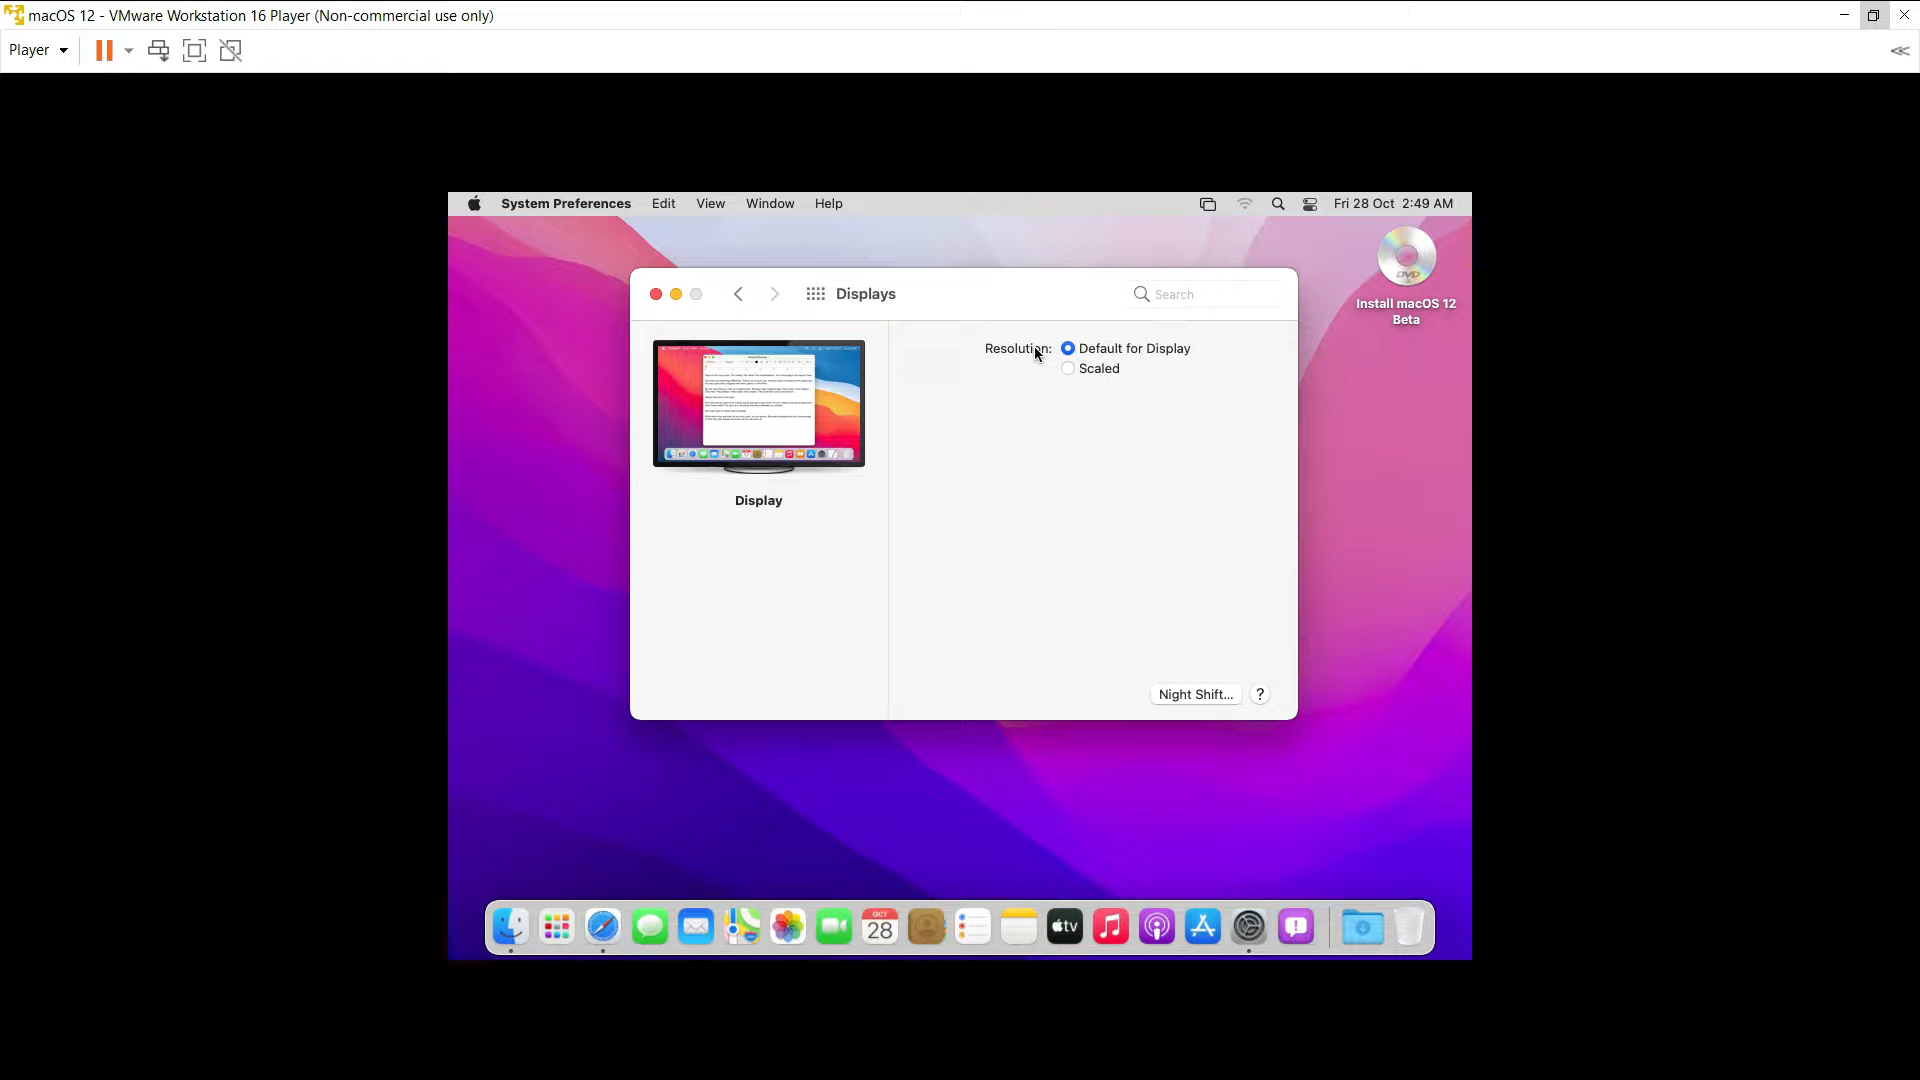 macOS 12 - VMware Workstation 16 Player (Non-commercial use only)
Player
System Preferences Edit View Window Help
Fri 28 Oct 2:49 AM
Displays
Search
DVD
Install macOS 12
Beta
Resolution: Default for Display
Scaled
Display
Night Shift...
?
OCT
28
tv